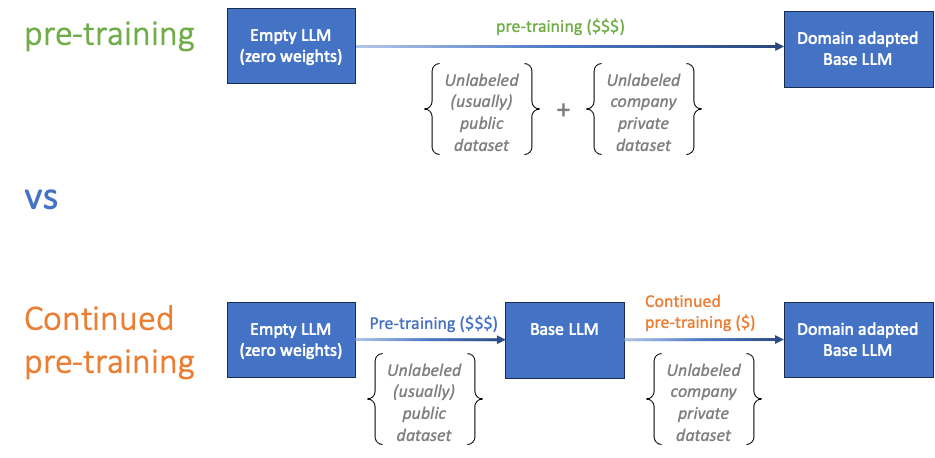 pre-training
Empty LLM
(zero weights)
pre-training ($$$)
Domain adapted
Base LLM
Unlabeled
(usually)
public
dataset
+
Unlabeled
company
private
dataset
vs
Continued
pre-training
Empty LLM
(zero weights)
Pre-training ($$$)
Unlabeled
(usually)
public
dataset
Base LLM
Continued
pre-training ($)
Unlabeled
company
private
dataset
Domain adapted
Base LLM